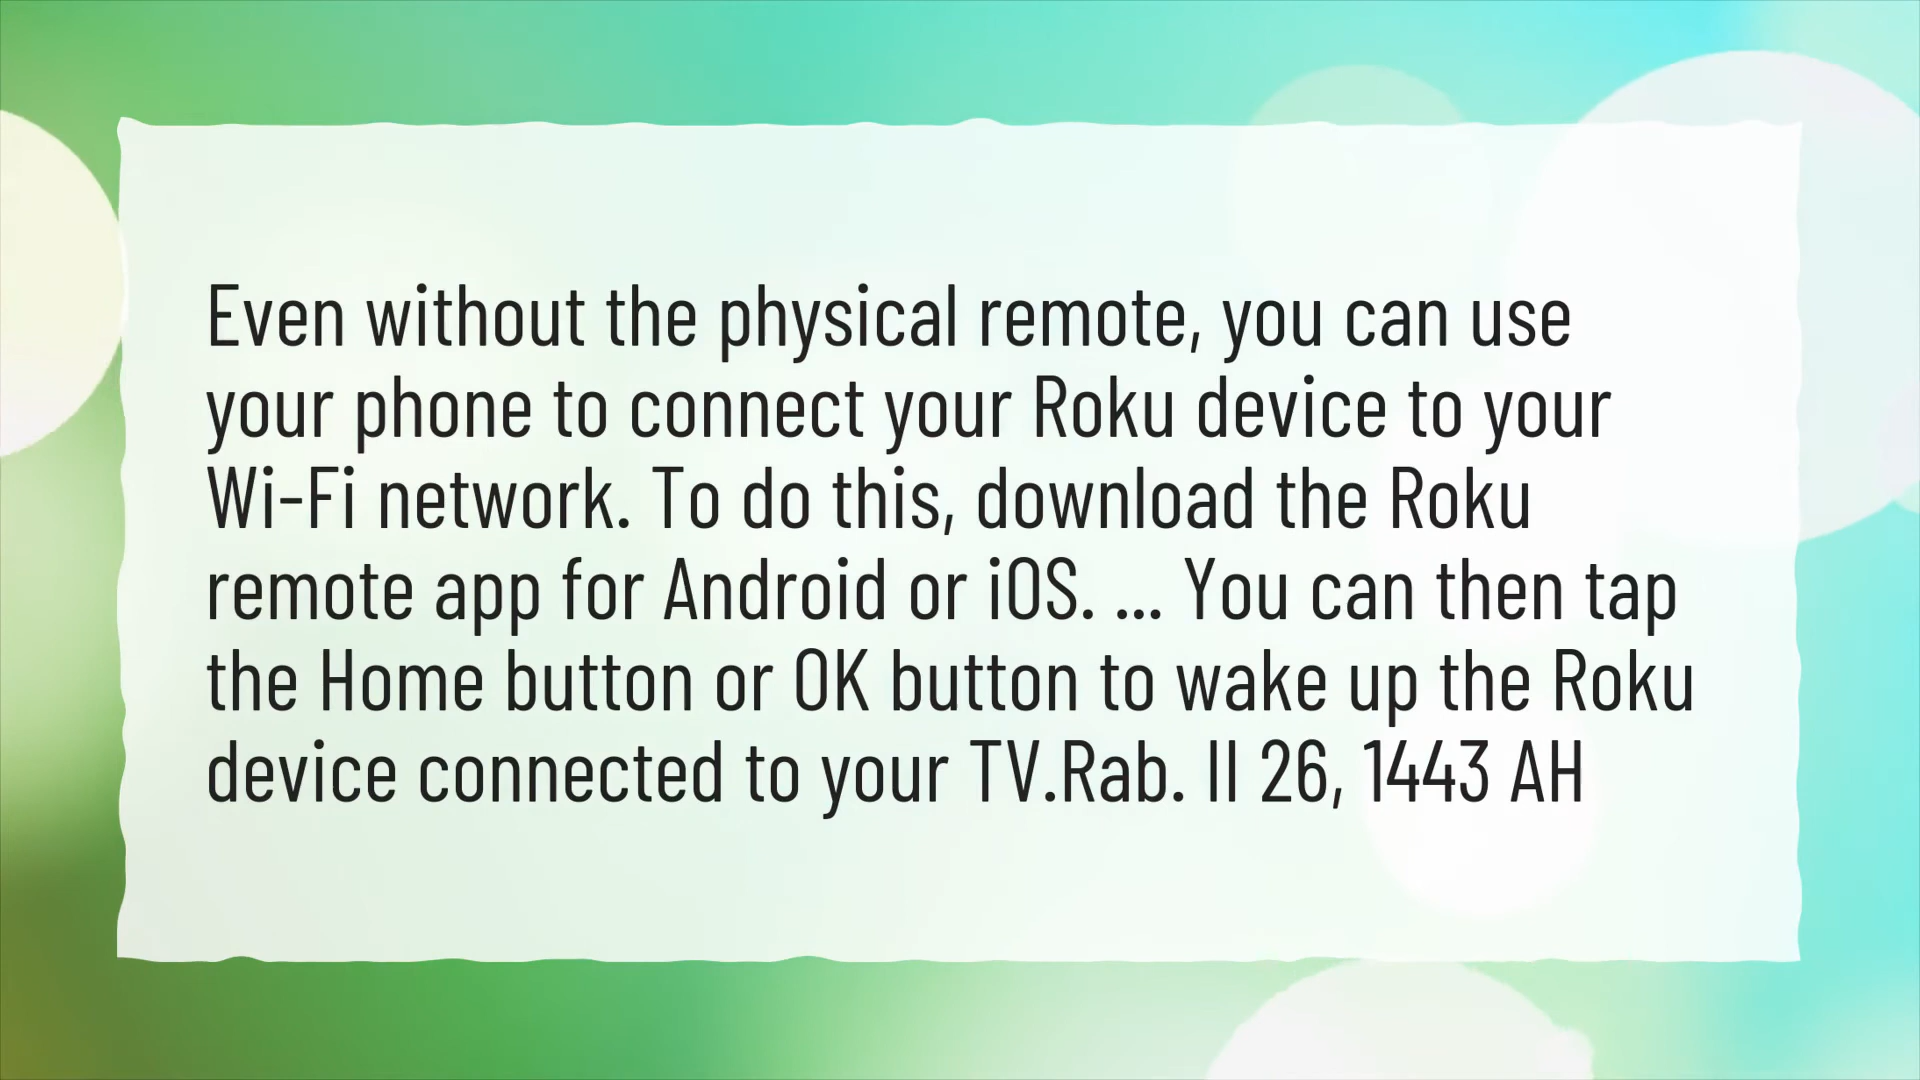 Even without the physical remote, you can use
your phone to connect your Roku device to your
Wi-Fi network. To do this, download the Roku
remote app for Android or iOS. ... You can then tap
the Home button or OK button to wake up the Roku
device connected to your TV.Rab. II 26, 1443 AH